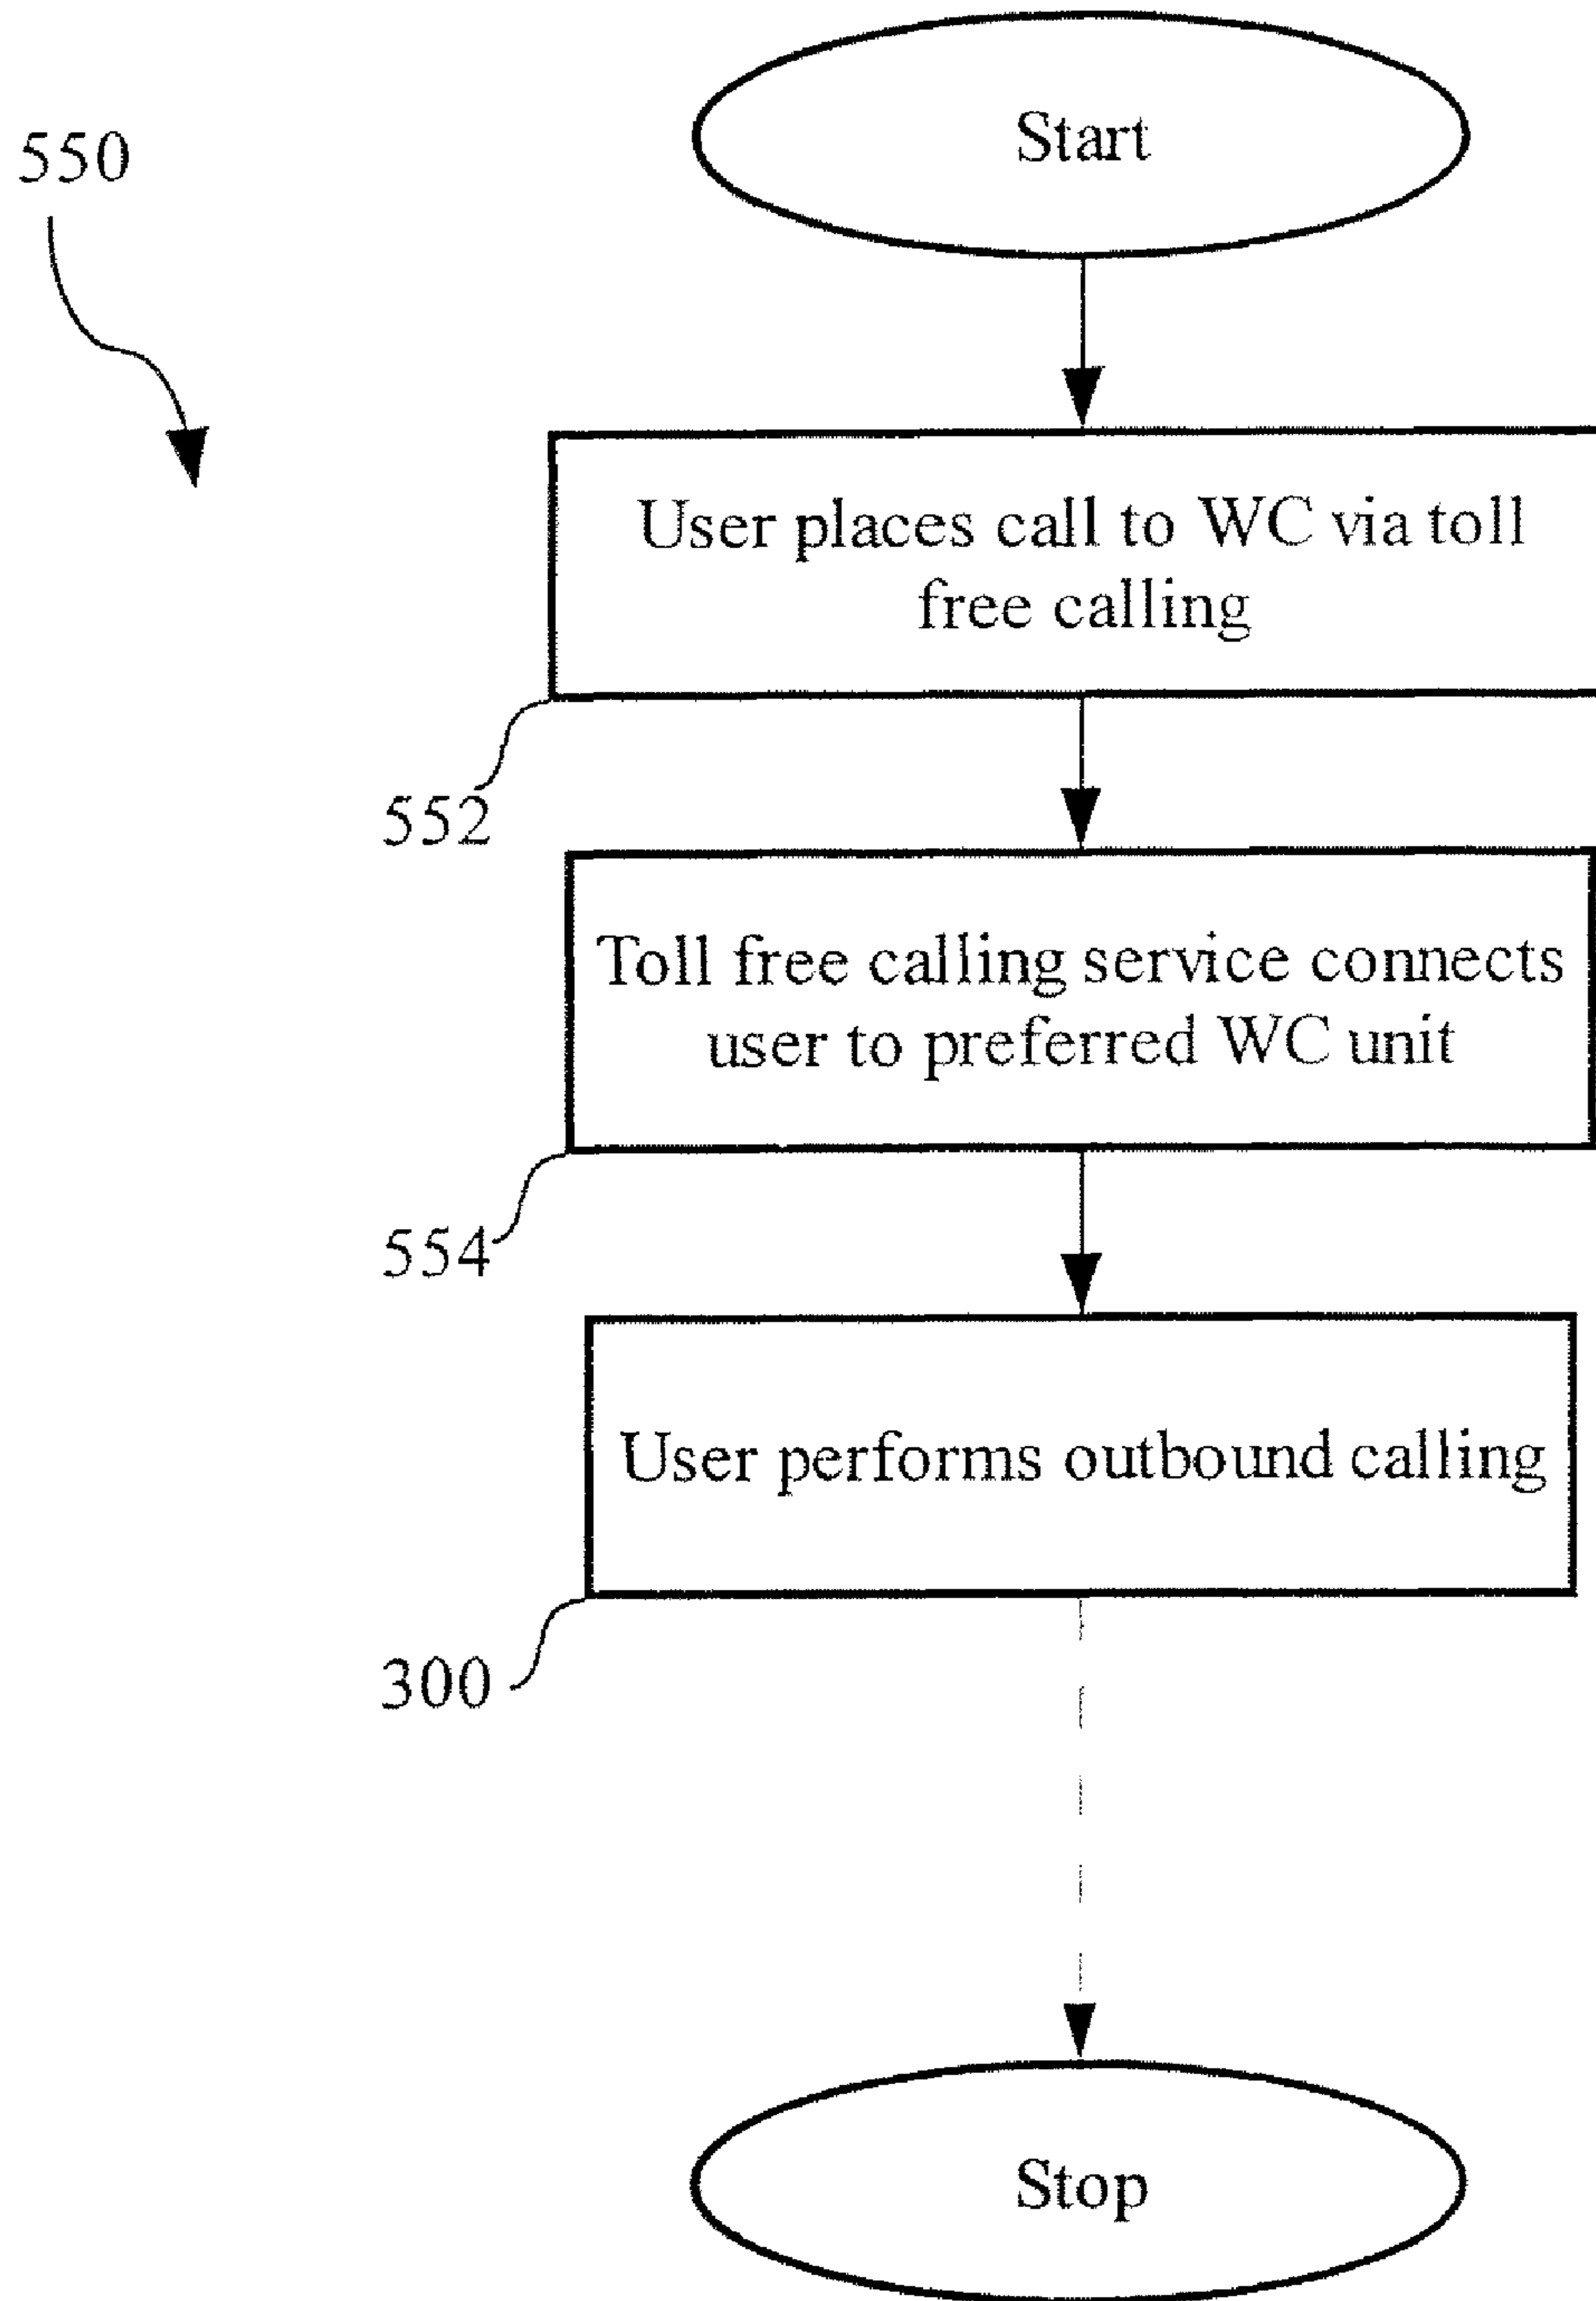 Start
550
User places call to WC via toll
free calling
552
Toll free calling service connects
user to preferred WC unit
554
User performs outbound calling
300
Stop